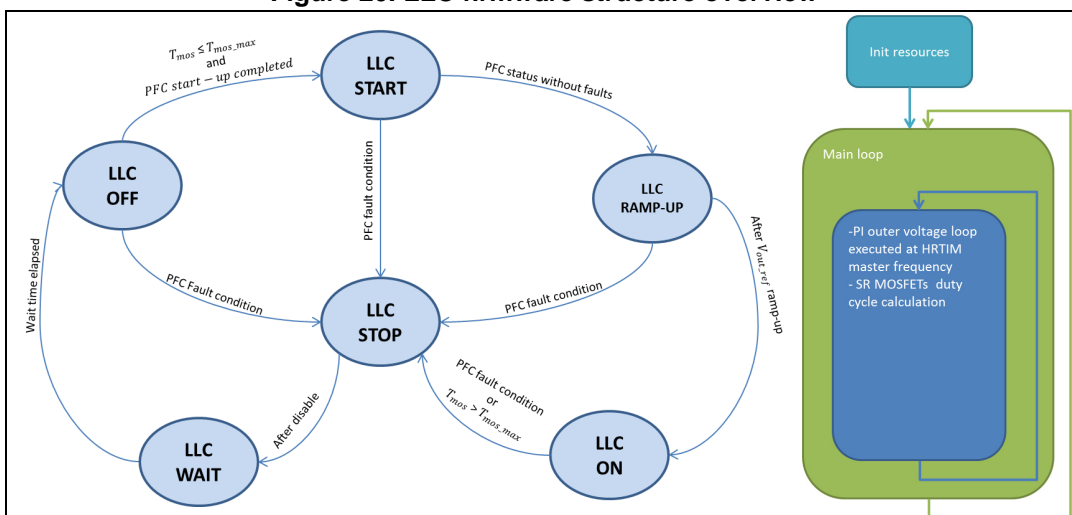 Figure LLC firmware structure overview
T_mos ≤ T_mos_max
and
PFC start − up completed
LLC
START
PFC status without faults
Init resources
Main loop
LLC
OFF
PFC fault condition
LLC
RAMP-UP
-PI outer voltage loop
executed at HRTIM
master frequency
- SR MOSFETs duty
cycle calculation
Wait time elapsed
PFC Fault condition
LLC
STOP
PFC fault condition
After V_out_ref ramp-up
After disable
PFC fault condition
or
T_mos > T_mos_max
LLC
WAIT
LLC
ON